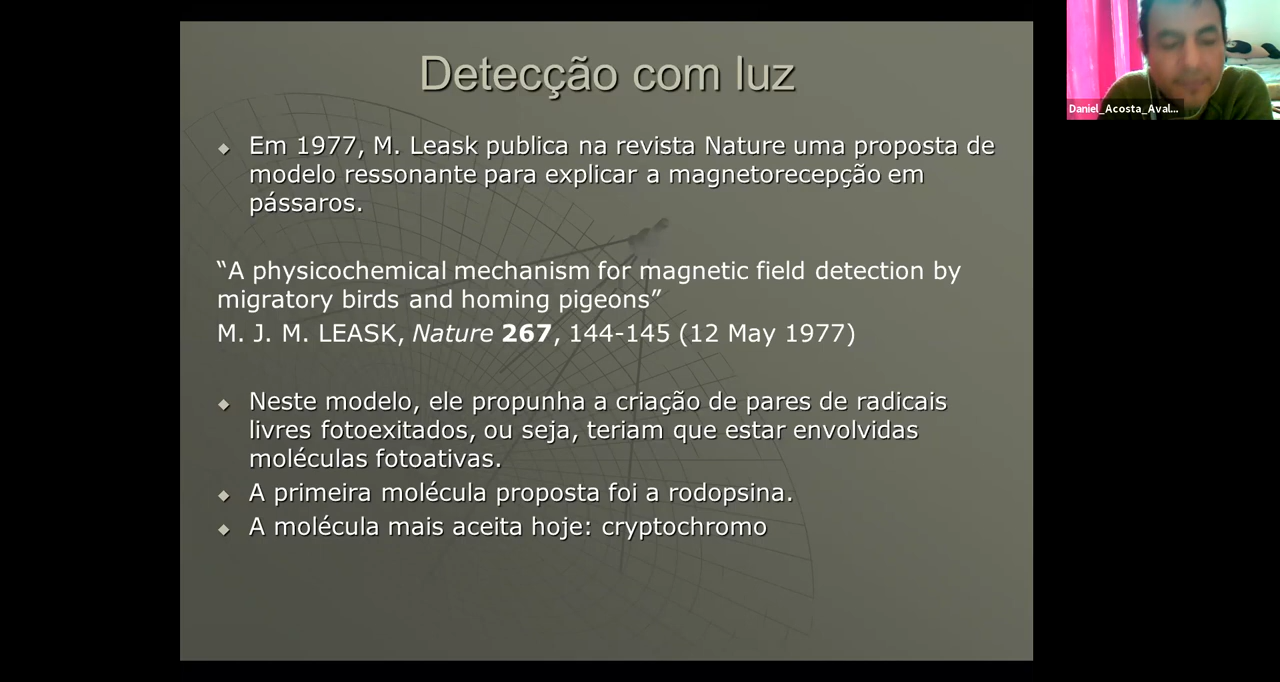 Detecção com luz
Em 1977, M. Leask publica na revista Nature uma proposta de
modelo ressonante para explicar a magnetorecepção em
pássaros.
“A physicochemical mechanism for magnetic field detection by
migratory birds and homing pigeons”
M. J. M. LEASK, Nature 267, 144-145 (12 May 1977)
Neste modelo, ele propunha a criação de pares de radicais
livres fotoexitados, ou seja, teriam que estar envolvidas
moléculas fotoativas.
A primeira molécula proposta foi a rodopsina.
A molécula mais aceita hoje: cryptochromo
Daniel_Acosta_Aval...